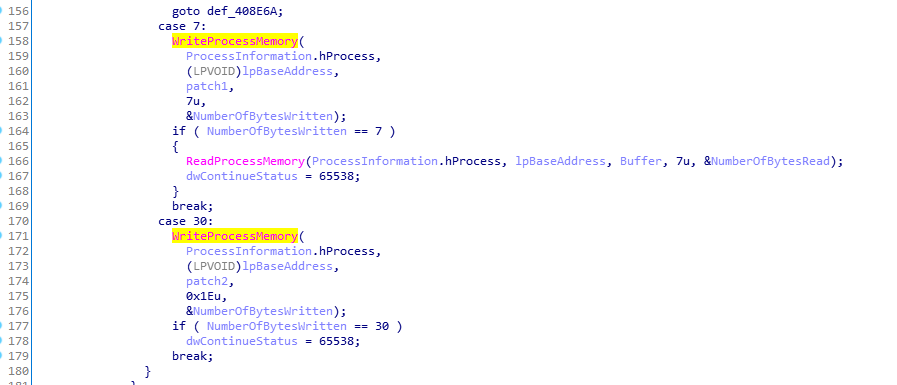 156 goto def_408E6A;
157 case 7:
158 WriteProcessMemory(
159 ProcessInformation.hProcess,
160 (LPVOID)lpBaseAddress,
161 patch1,
162 7u,
163 &NumberOfBytesWritten);
164 if ( NumberOfBytesWritten == 7 )
165 {
166 ReadProcessMemory(ProcessInformation.hProcess, lpBaseAddress, Buffer, 7u, &NumberOfBytesRead);
167 dwContinueStatus = 65538;
168 }
169 break;
170 case 30:
171 WriteProcessMemory(
172 ProcessInformation.hProcess,
173 (LPVOID)lpBaseAddress,
174 patch2,
175 0x1Eu,
176 &NumberOfBytesWritten);
177 if ( NumberOfBytesWritten == 30 )
178 dwContinueStatus = 65538;
179 break;
180 }